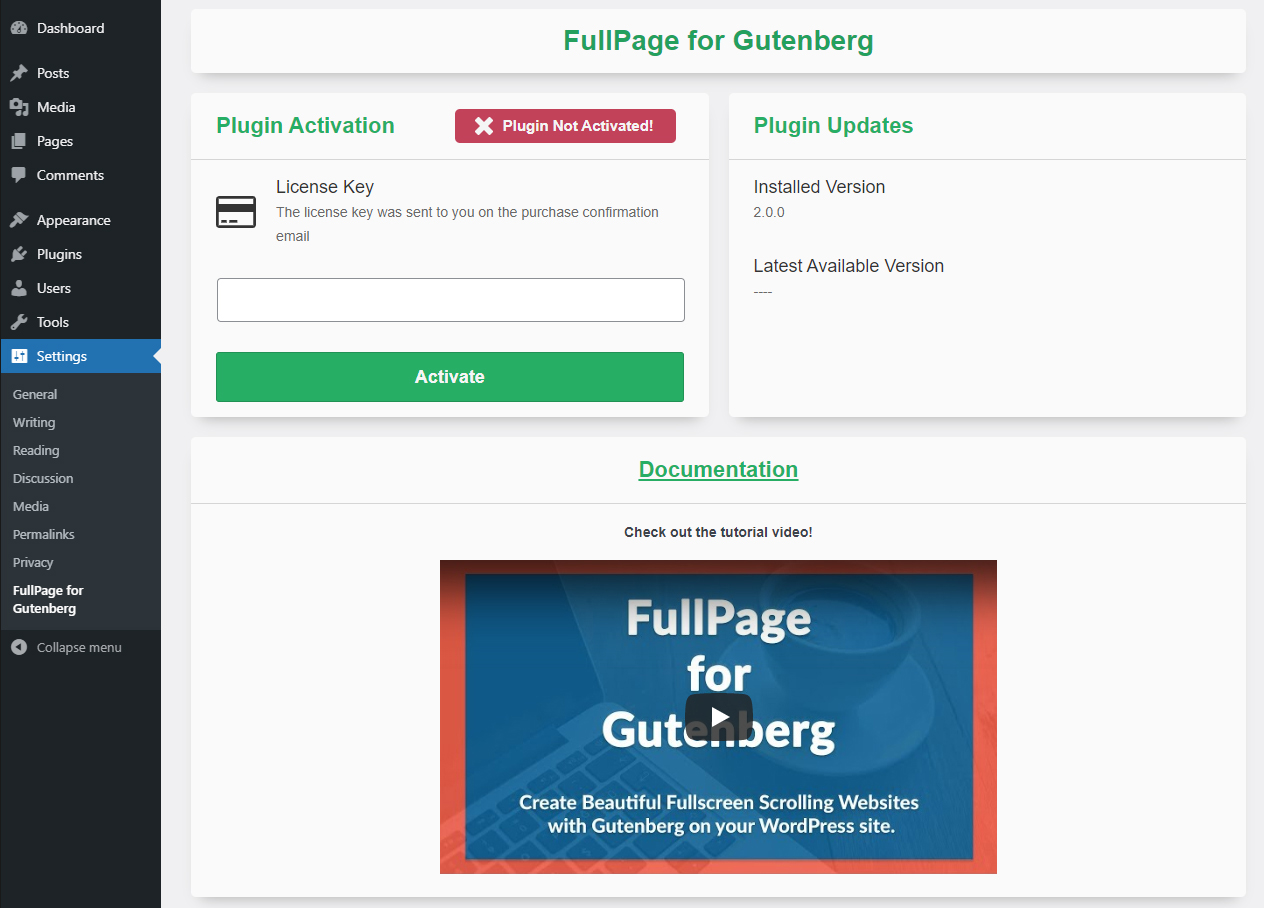 Dashboard
Posts
Media
Pages
Comments
Appearance
Plugins
Users
Tools
Settings
General
Writing
Reading
Discussion
Media
Permalinks
Privacy
FullPage for
Gutenberg
Collapse menu
FullPage for Gutenberg
Plugin Activation
Plugin Not Activated!
License Key
The license key was sent to you on the purchase confirmation
email
Activate
Plugin Updates
Installed Version
2.0.0
Latest Available Version
----
Documentation
Check out the tutorial video!
FullPage
for
Gutenberg
Create Beautiful Fullscreen Scrolling Websites
with Gutenberg on your WordPress site.